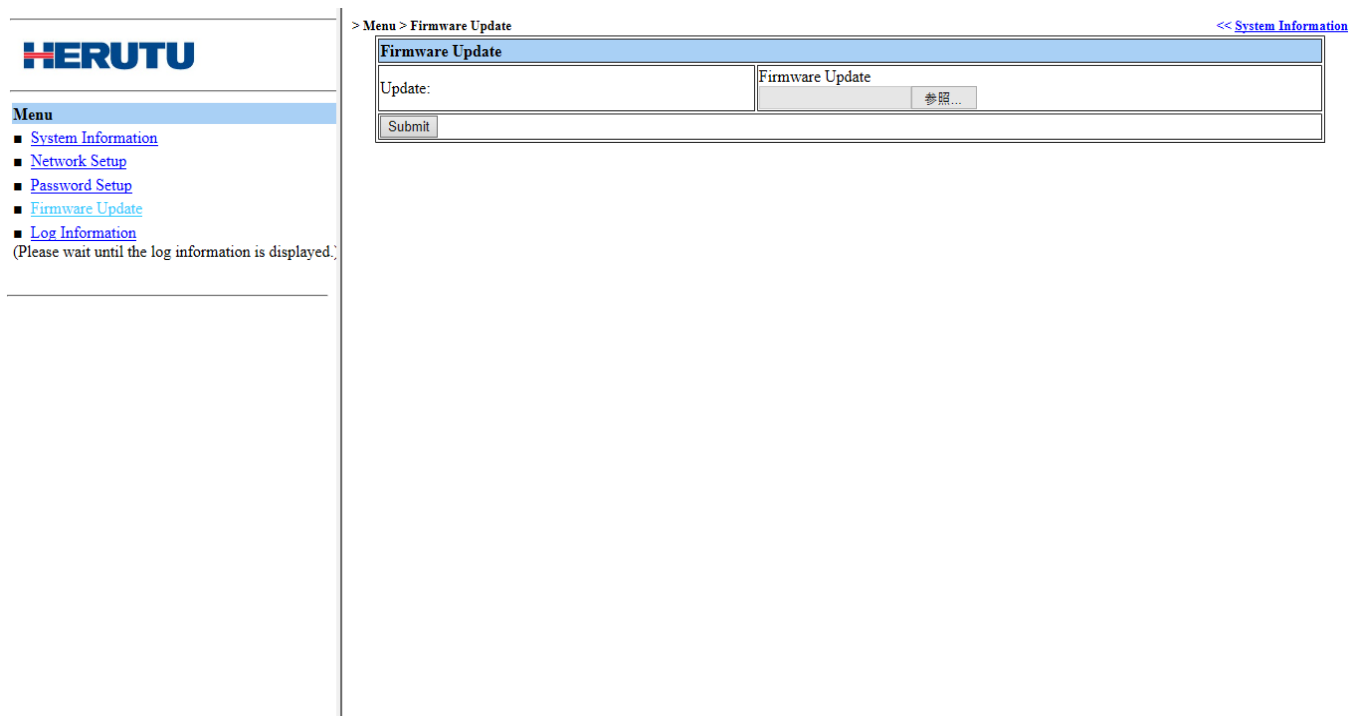 HERUTU
Menu
■ System Information
■ Network Setup
■ Password Setup
■ Firmware Update
■ Log Information
(Please wait until the log information is displayed.)
> Menu > Firmware Update
<< System Information
Firmware Update
Update:
Firmware Update
参照...
Submit